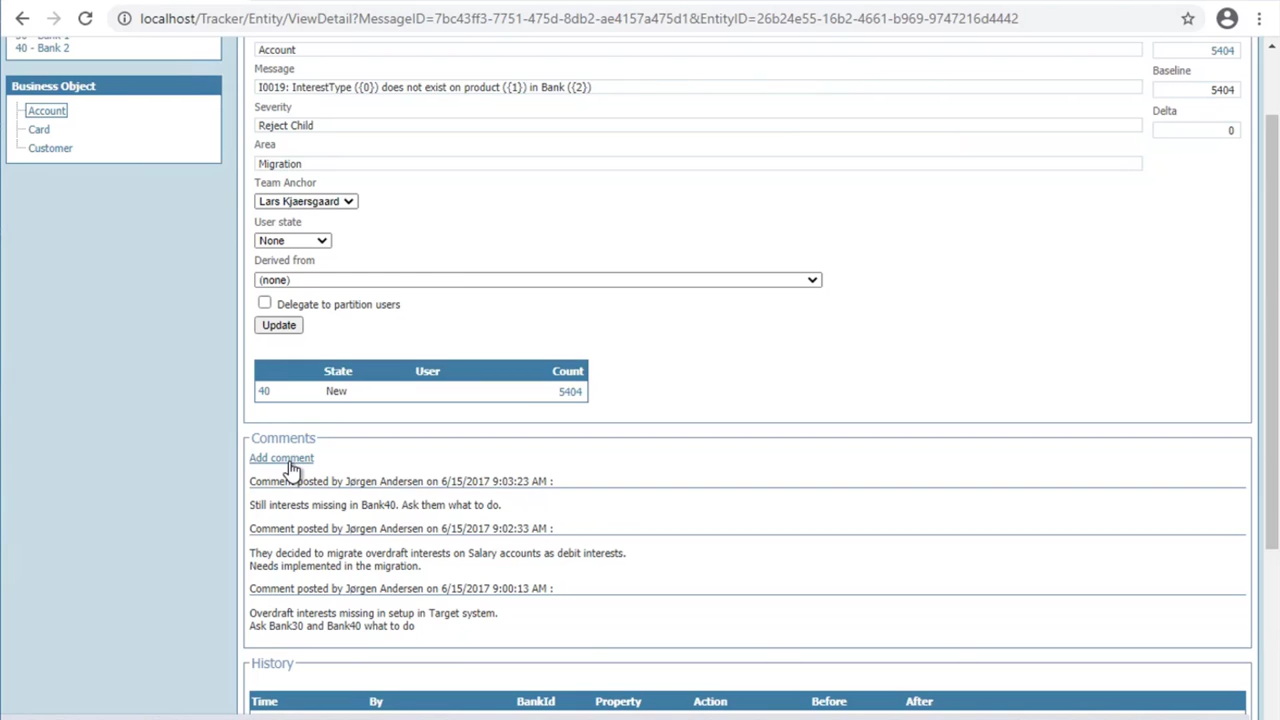 localhost/Tracker/Entity/ViewDetail?MessageID=7bc43ff3-7751-475d-8db2-ae4157a475d1&EntityID=26b24e55-16b2-4661-b969-9747216d4442
40 - Bank 2
Business Object
Account
Card
Customer
Account
5404
Message
Baseline
I0019: InterestType ({0}) does not exist on product ({1}) in Bank ({2})
5404
Severity
Delta
Reject Child
0
Area
Migration
Team Anchor
Lars Kjaersgaard
User state
None
Derived from
(none)
Delegate to partition users
Update
State User Count
40 New 5404
Comments
Add comment
Comment posted by Jørgen Andersen on 6/15/2017 9:03:23 AM :
Still interests missing in Bank40. Ask them what to do.
Comment posted by Jørgen Andersen on 6/15/2017 9:02:33 AM :
They decided to migrate overdraft interests on Salary accounts as debit interests.
Needs implemented in the migration.
Comment posted by Jørgen Andersen on 6/15/2017 9:00:13 AM :
Overdraft interests missing in setup in Target system.
Ask Bank30 and Bank40 what to do
History
Time By BankId Property Action Before After